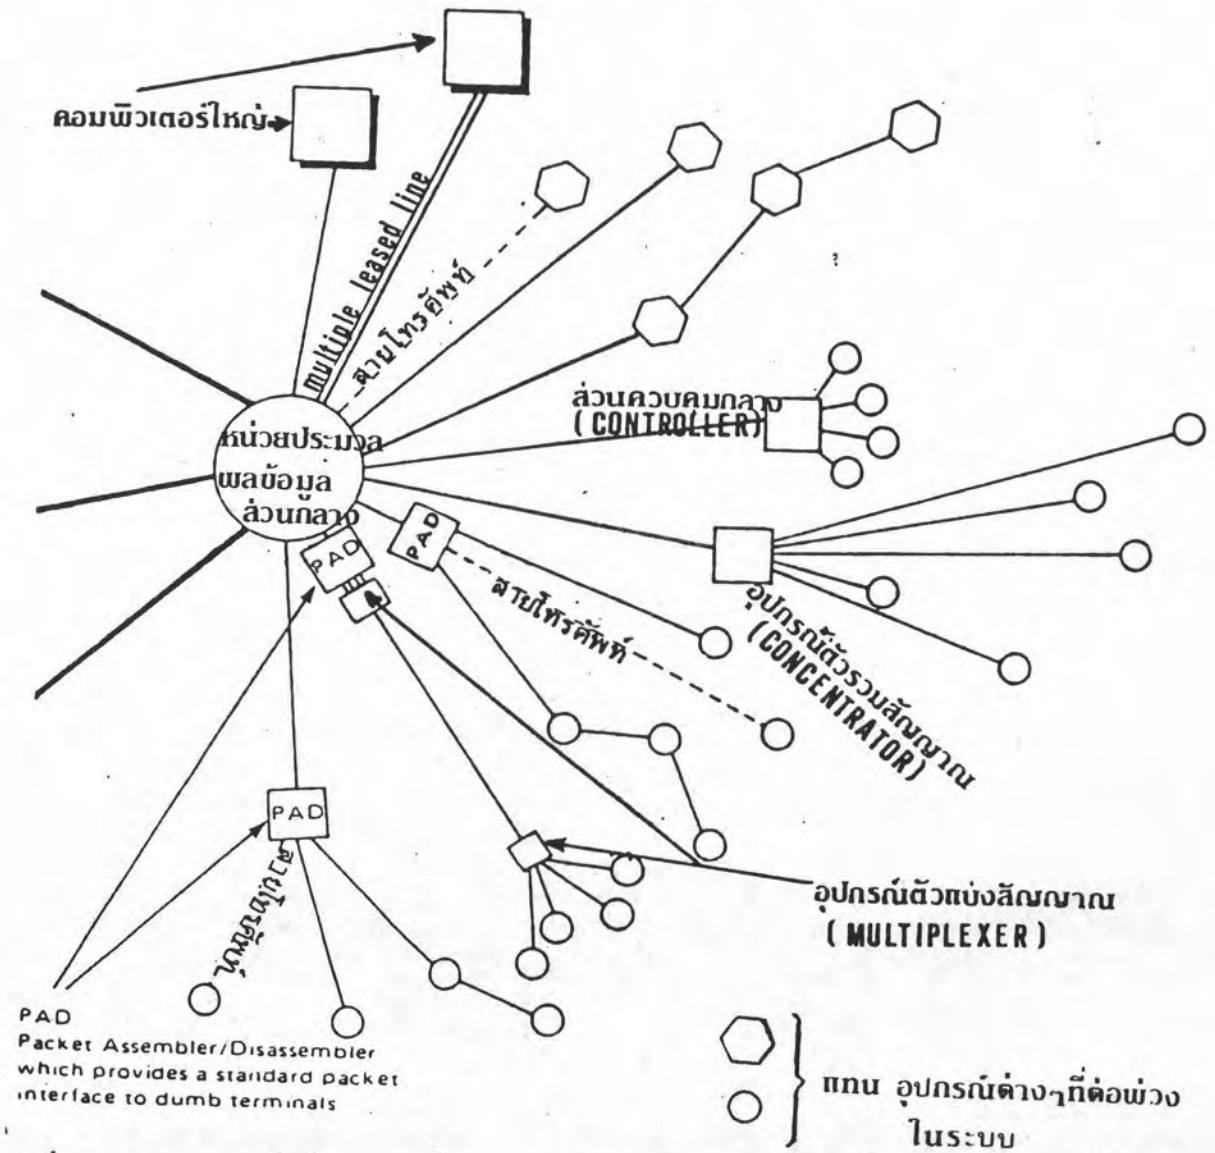 คอมพิวเตอร์ใหญ่
multiple leased line
สายโทรศัพท์
ส่วนควบคุมกลาง
(CONTROLLER)
หน่วยประมวล
ผลข้อมูล
ส่วนกลาง
PAD
PAD
สายโทรศัพท์
อุปกรณ์ตัวรวมสัญญาณ
(CONCENTRATOR)
PAD
สายโทรศัพท์
อุปกรณ์ตัวแบ่งสัญญาณ
(MULTIPLEXER)
PAD
Packet Assembler/Disassembler
which provides a standard packet
interface to dumb terminals
แทน อุปกรณ์ต่างๆที่ต่อพ่วง
ในระบบ